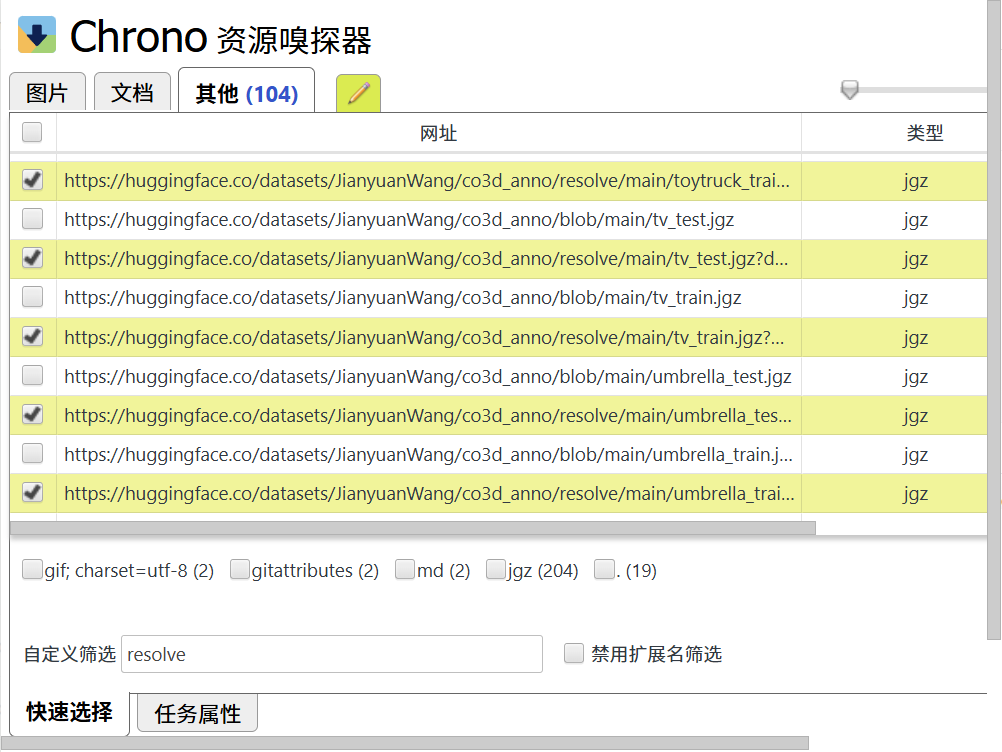 Chrono 资源嗅探器
图片 文档 其他 (104)
网址 类型
https://huggingface.co/datasets/JianyuanWang/co3d_anno/resolve/main/toytruck_trai... jgz
https://huggingface.co/datasets/JianyuanWang/co3d_anno/blob/main/tv_test.jgz jgz
https://huggingface.co/datasets/JianyuanWang/co3d_anno/resolve/main/tv_test.jgz?d... jgz
https://huggingface.co/datasets/JianyuanWang/co3d_anno/blob/main/tv_train.jgz jgz
https://huggingface.co/datasets/JianyuanWang/co3d_anno/resolve/main/tv_train.jgz?... jgz
https://huggingface.co/datasets/JianyuanWang/co3d_anno/blob/main/umbrella_test.jgz jgz
https://huggingface.co/datasets/JianyuanWang/co3d_anno/resolve/main/umbrella_tes... jgz
https://huggingface.co/datasets/JianyuanWang/co3d_anno/blob/main/umbrella_train.j... jgz
https://huggingface.co/datasets/JianyuanWang/co3d_anno/resolve/main/umbrella_trai... jgz
gif; charset=utf-8 (2) gitattributes (2) md (2) jgz (204) . (19)
自定义筛选 resolve 禁用扩展名筛选
快速选择 任务属性